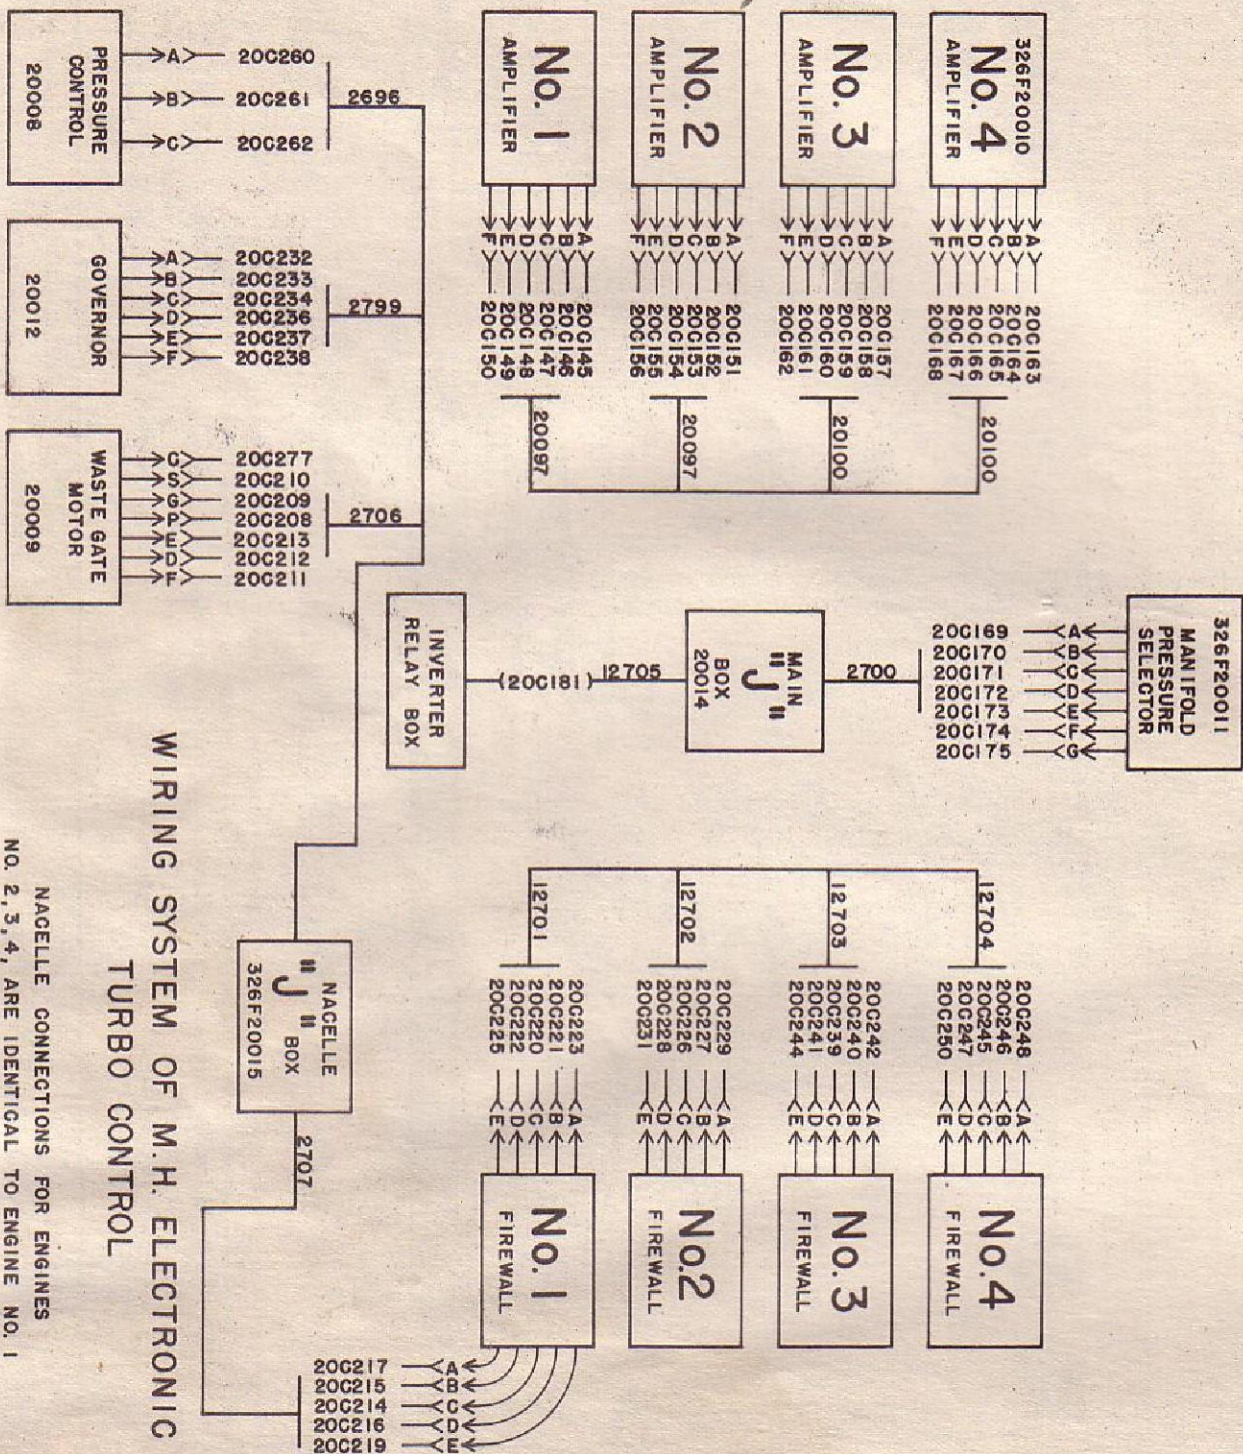 326F20010
No. 4
AMPLIFIER
A 20C163
B 20C164
C 20C165
D 20C166
E 20C167
F 20C168
20100
No. 3
AMPLIFIER
A 20C157
B 20C158
C 20C159
D 20C160
E 20C161
F 20C162
20100
No. 2
AMPLIFIER
A 20C151
B 20C152
C 20C153
D 20C154
E 20C155
F 20C156
20097
No. 1
AMPLIFIER
A 20C145
B 20C146
C 20C147
D 20C148
E 20C149
F 20C150
20097
326F20011
MANIFOLD
PRESSURE
SELECTOR
20C169 A
20C170 B
20C171 C
20C172 D
20C173 E
20C174 F
20C175 G
2700
MAIN
"J"
BOX
20014
12705
(20C181)
INVERTER
RELAY BOX
12704
20C248 A
20C246 B
20C245 C
20C247 D
20C250 E
No.4
FIREWALL
12703
20C242 A
20C240 B
20C239 C
20C241 D
20C244 E
No.3
FIREWALL
12702
20C229 A
20C227 B
20C226 C
20C228 D
20C231 E
No.2
FIREWALL
12701
20C223 A
20C221 B
20C220 C
20C222 D
20C225 E
No. 1
FIREWALL
20C217 A
20C215 B
20C214 C
20C216 D
20C219 E
2707
NACELLE
"J" BOX
326F20015
PRESSURE
CONTROL
20008
A 20C260
B 20C261
C 20C262
2696
GOVERNOR
20012
A 20C232
B 20C233
C 20C234
D 20C236
E 20C237
F 20C238
2799
WASTE GATE
MOTOR
20009
C 20C277
S 20C210
G 20C209
P 20C208
E 20C213
D 20C212
F 20C211
2706
WIRING SYSTEM OF M.H. ELECTRONIC
TURBO CONTROL
NACELLE CONNECTIONS FOR ENGINES
NO. 2, 3, 4, ARE IDENTICAL TO ENGINE NO. 1